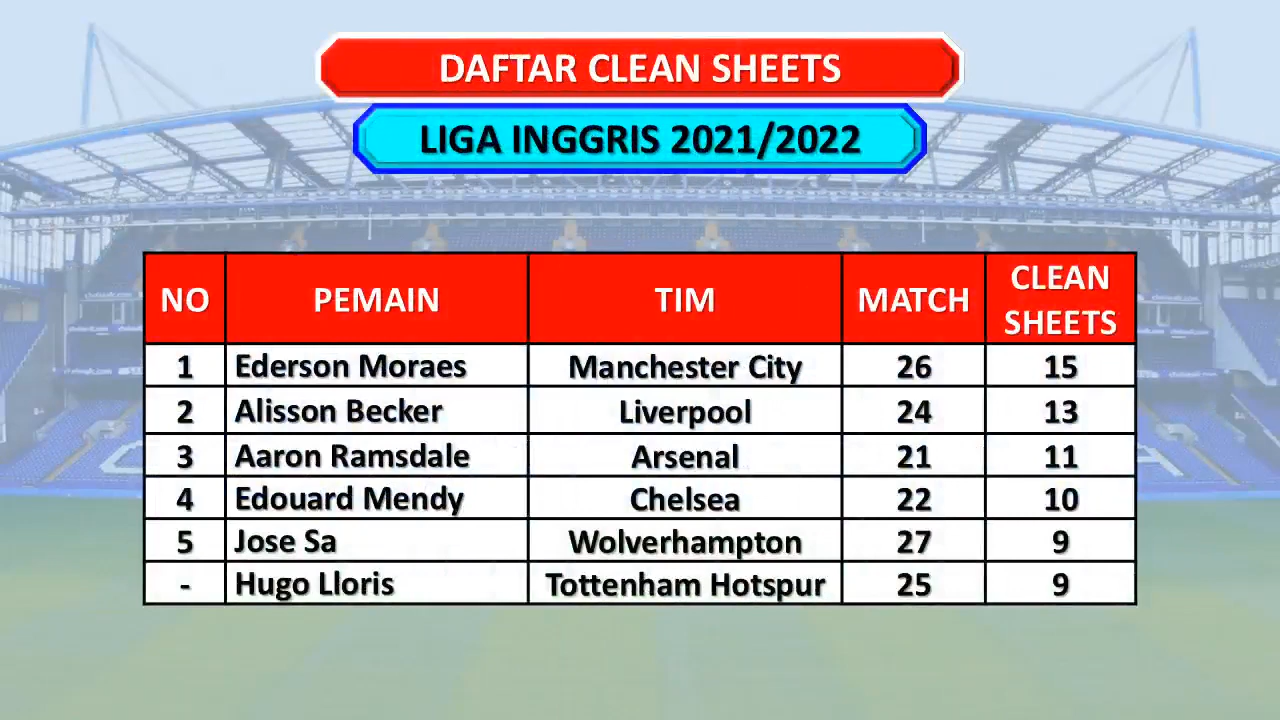 DAFTAR CLEAN SHEETS
LIGA INGGRIS 2021/2022
NO PEMAIN TIM MATCH CLEAN SHEETS
1 Ederson Moraes Manchester City 26 15
2 Alisson Becker Liverpool 24 13
3 Aaron Ramsdale Arsenal 21 11
4 Edouard Mendy Chelsea 22 10
5 Jose Sa Wolverhampton 27 9
- Hugo Lloris Tottenham Hotspur 25 9